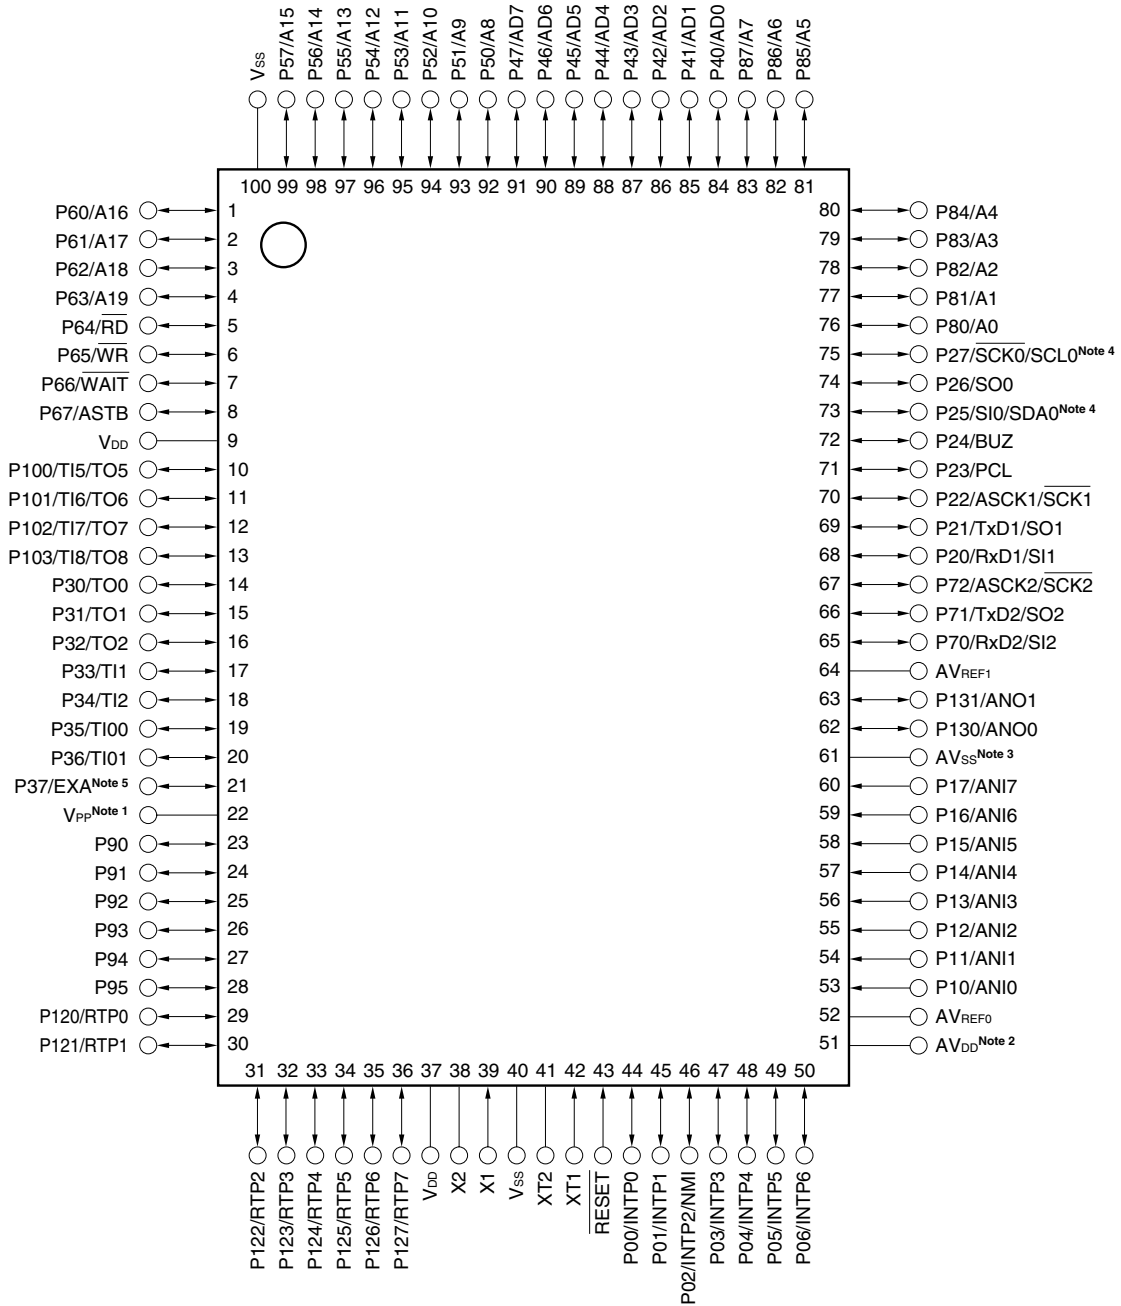 VSS
P57/A15
P56/A14
P55/A13
P54/A12
P53/A11
P52/A10
P51/A9
P50/A8
P47/AD7
P46/AD6
P45/AD5
P44/AD4
P43/AD3
P42/AD2
P41/AD1
P40/AD0
P87/A7
P86/A6
P85/A5
100 99 98 97 96 95 94 93 92 91 90 89 88 87 86 85 84 83 82 81
P60/A16 1 80 P84/A4
P61/A17 2 79 P83/A3
P62/A18 3 78 P82/A2
P63/A19 4 77 P81/A1
P64/R̅D̅ 5 76 P80/A0
P65/W̅R̅ 6 75 P27/S̅C̅K̅0̅/SCL0Note 4
P66/W̅A̅I̅T̅ 7 74 P26/SO0
P67/ASTB 8 73 P25/SI0/SDA0Note 4
VDD 9 72 P24/BUZ
P100/TI5/TO5 10 71 P23/PCL
P101/TI6/TO6 11 70 P22/ASCK1/S̅C̅K̅1̅
P102/TI7/TO7 12 69 P21/TxD1/SO1
P103/TI8/TO8 13 68 P20/RxD1/SI1
P30/TO0 14 67 P72/ASCK2/S̅C̅K̅2̅
P31/TO1 15 66 P71/TxD2/SO2
P32/TO2 16 65 P70/RxD2/SI2
P33/TI1 17 64 AVREF1
P34/TI2 18 63 P131/ANO1
P35/TI00 19 62 P130/ANO0
P36/TI01 20 61 AVSSNote 3
P37/EXANote 5 21 60 P17/ANI7
VPPNote 1 22 59 P16/ANI6
P90 23 58 P15/ANI5
P91 24 57 P14/ANI4
P92 25 56 P13/ANI3
P93 26 55 P12/ANI2
P94 27 54 P11/ANI1
P95 28 53 P10/ANI0
P120/RTP0 29 52 AVREF0
P121/RTP1 30 51 AVDDNote 2
31 32 33 34 35 36 37 38 39 40 41 42 43 44 45 46 47 48 49 50
P122/RTP2
P123/RTP3
P124/RTP4
P125/RTP5
P126/RTP6
P127/RTP7
VDD
X2
X1
VSS
XT2
XT1
R̅E̅S̅E̅T̅
P00/INTP0
P01/INTP1
P02/INTP2/NMI
P03/INTP3
P04/INTP4
P05/INTP5
P06/INTP6